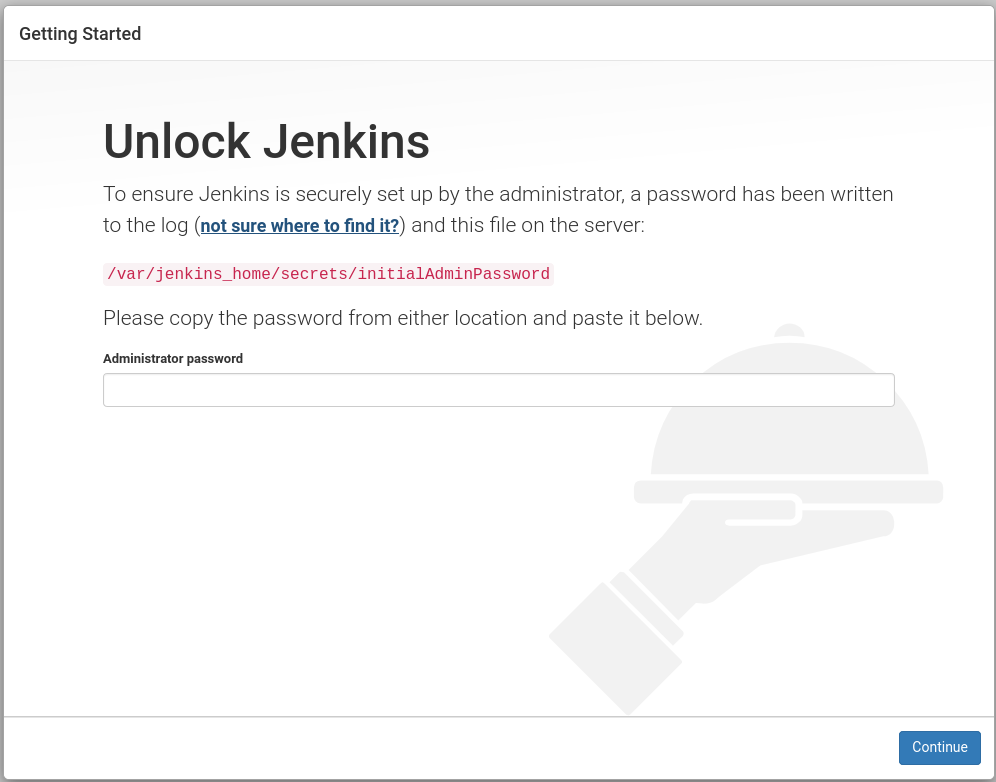 Getting Started
Unlock Jenkins
To ensure Jenkins is securely set up by the administrator, a password has been written
to the log (not sure where to find it?) and this file on the server:
/var/jenkins_home/secrets/initialAdminPassword
Please copy the password from either location and paste it below.
Administrator password
Continue